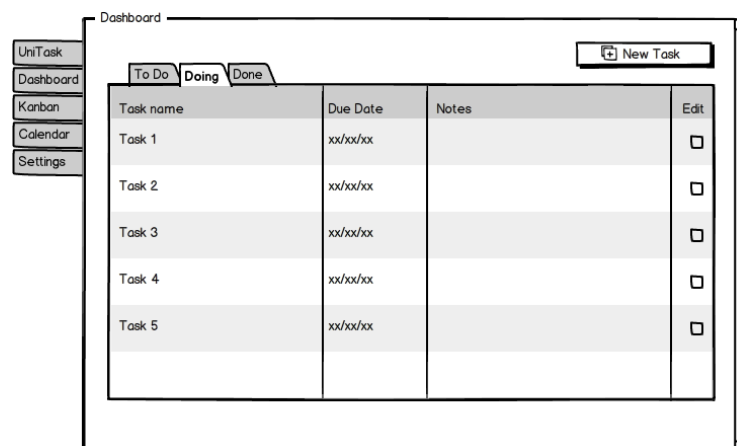 Dashboard
UniTask
Dashboard
Kanban
Calendar
Settings
New Task
To Do Doing Done
Task name Due Date Notes Edit
Task 1 xx/xx/xx
Task 2 xx/xx/xx
Task 3 xx/xx/xx
Task 4 xx/xx/xx
Task 5 xx/xx/xx